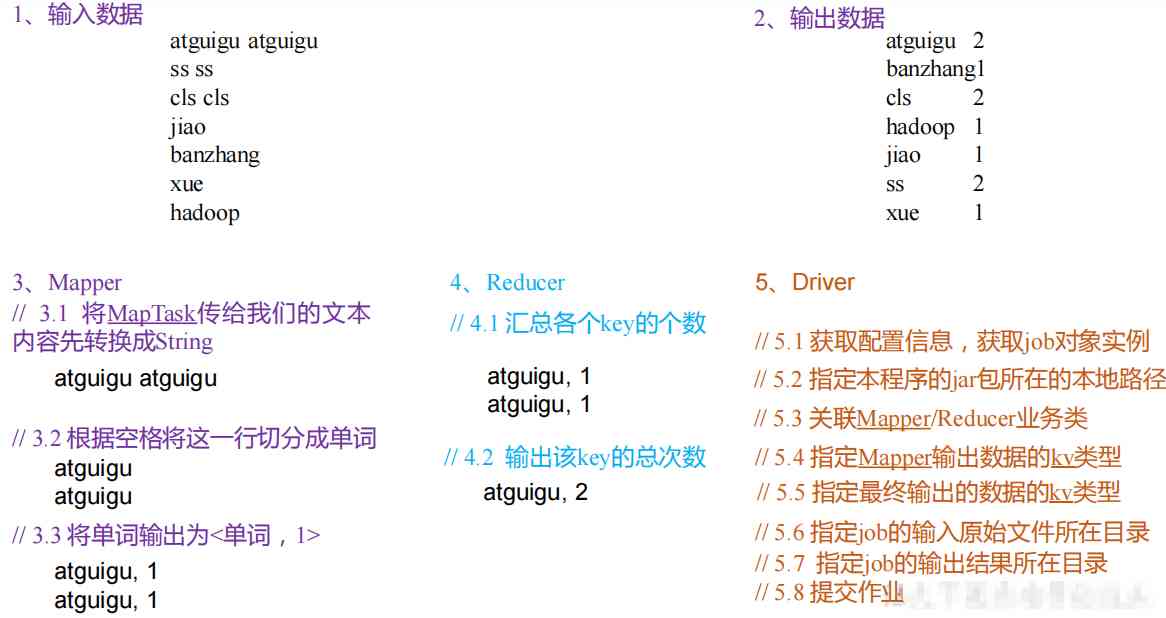 1、输入数据
atguigu atguigu
ss ss
cls cls
jiao
banzhang
xue
hadoop
2、输出数据
atguigu 2
banzhang1
cls 2
hadoop 1
jiao 1
ss 2
xue 1
3、Mapper
// 3.1 将MapTask传给我们的文本
内容先转换成String
atguigu atguigu
// 3.2 根据空格将这一行切分成单词
atguigu
atguigu
// 3.3 将单词输出为<单词，1>
atguigu, 1
atguigu, 1
4、Reducer
// 4.1 汇总各个key的个数
atguigu, 1
atguigu, 1
// 4.2 输出该key的总次数
atguigu, 2
5、Driver
// 5.1 获取配置信息，获取job对象实例
// 5.2 指定本程序的jar包所在的本地路径
// 5.3 关联Mapper/Reducer业务类
// 5.4 指定Mapper输出数据的kv类型
// 5.5 指定最终输出的数据的kv类型
// 5.6 指定job的输入原始文件所在目录
// 5.7 指定job的输出结果所在目录
// 5.8 提交作业